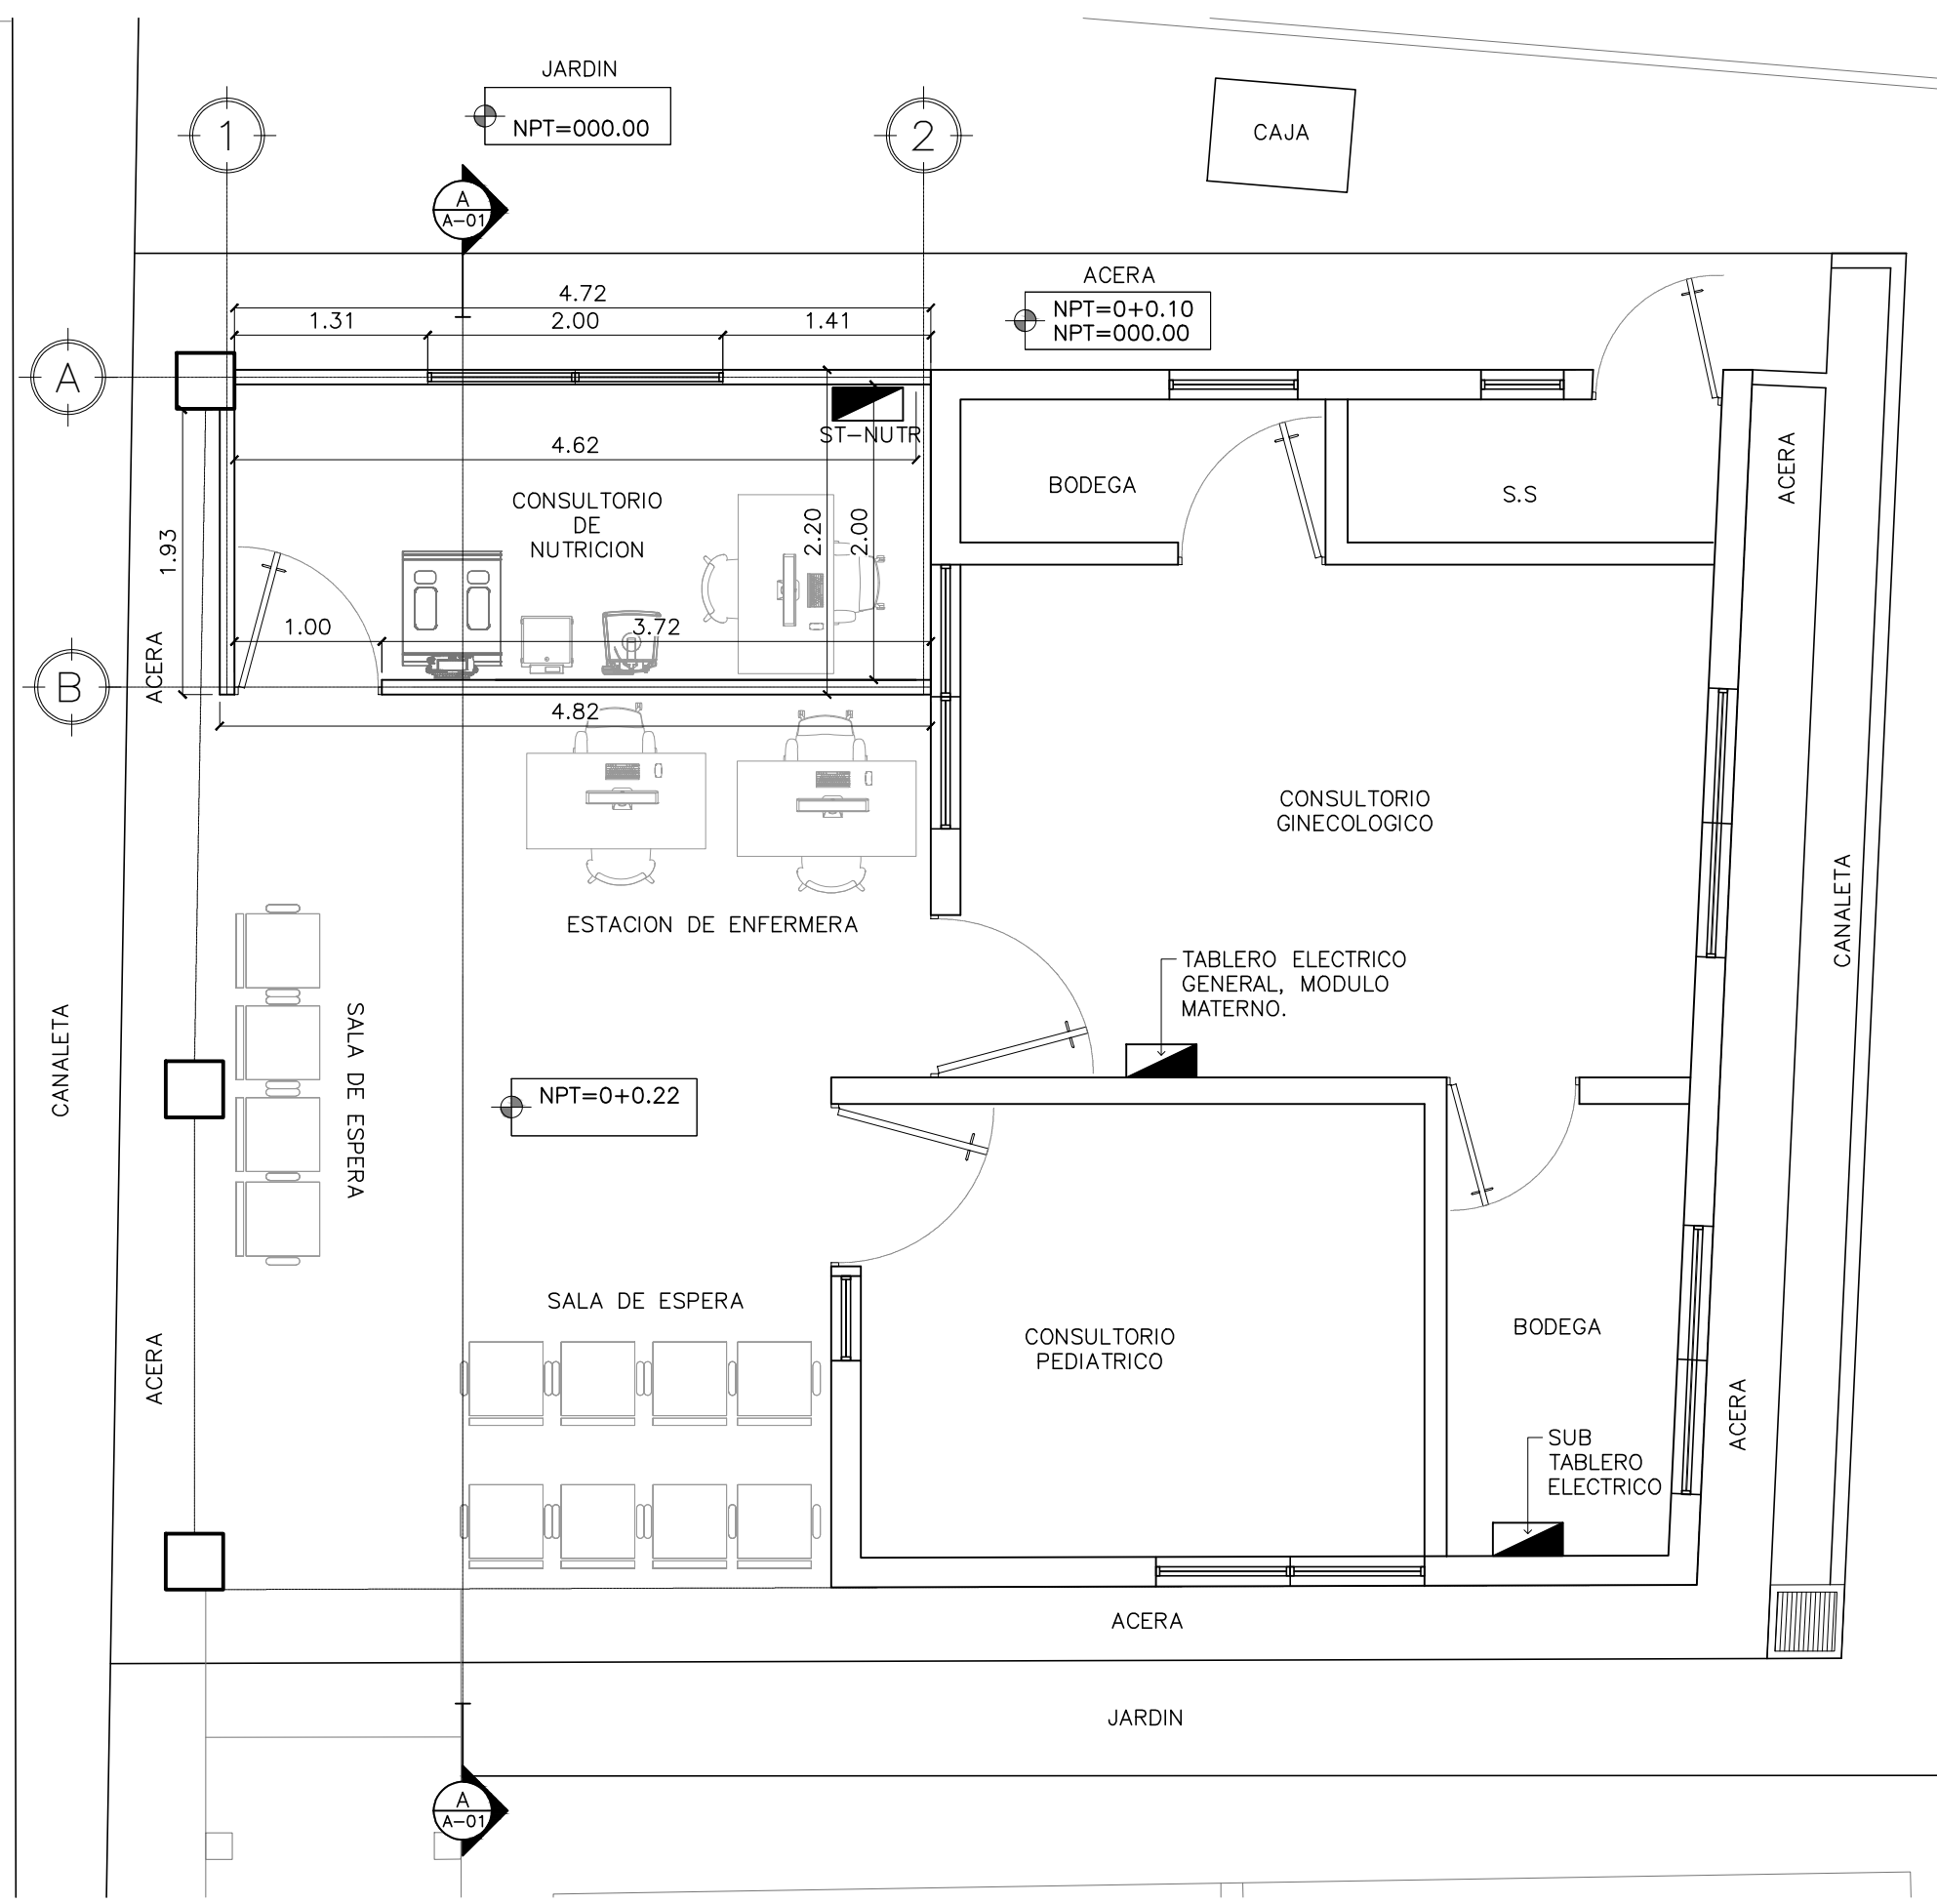 JARDIN
NPT=000.00
1
2
CAJA
A
A-01
ACERA
NPT=0+0.10
NPT=000.00
4.72
1.31
2.00
1.41
A
ST-NUTR
4.62
CONSULTORIO
DE
NUTRICION
2.20
2.00
1.93
BODEGA
S.S
ACERA
1.00
3.72
ACERA
B
4.82
CONSULTORIO
GINECOLOGICO
ESTACION DE ENFERMERA
CANALETA
TABLERO ELECTRICO
GENERAL, MODULO
MATERNO.
CANALETA
SALA DE ESPERA
NPT=0+0.22
SALA DE ESPERA
CONSULTORIO
PEDIATRICO
BODEGA
ACERA
ACERA
SUB
TABLERO
ELECTRICO
ACERA
JARDIN
A
A-01